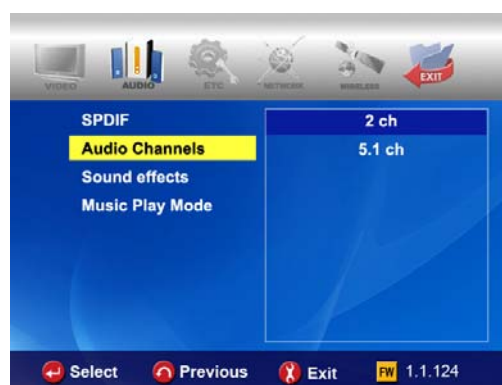 VIDEO AUDIO ETC NETWORK WIRELESS EXIT
SPDIF 2 ch
Audio Channels 5.1 ch
Sound effects
Music Play Mode
Select Previous Exit FW 1.1.124